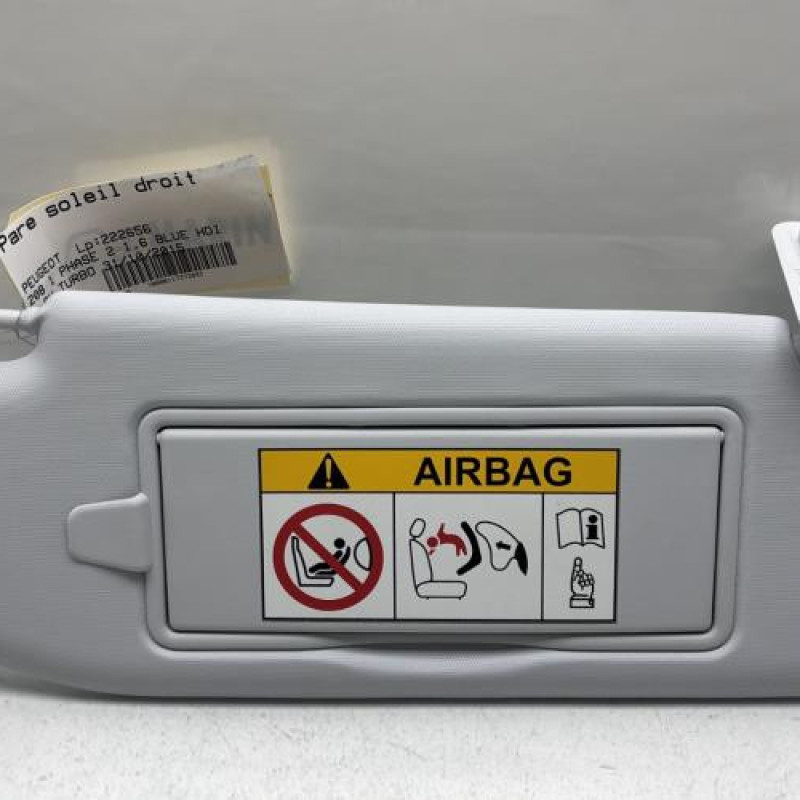 Pare soleil droit
PEUGEOT Lp:222656
208 1 PHASE 2 1.6 BLUE HDI
TURBO 31/10/2015
AIRBAG